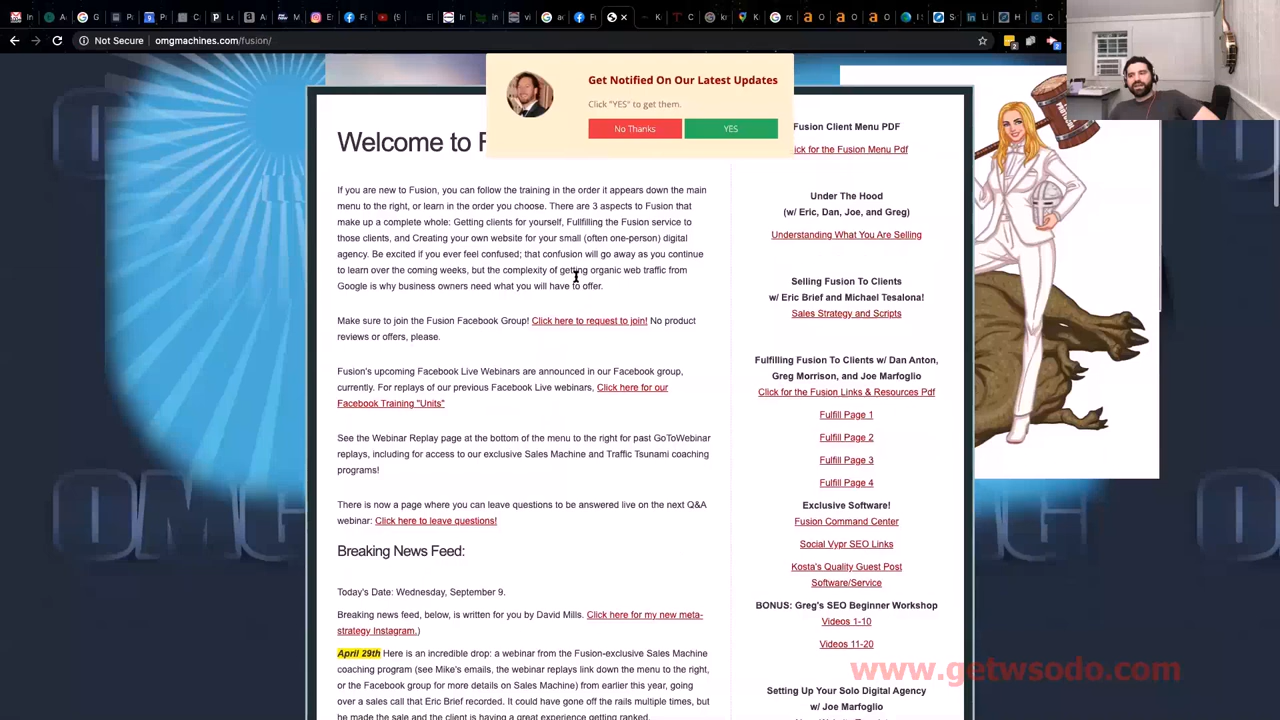 Not Secure
omgmachines.com/fusion/
Get Notified On Our Latest Updates
Click "YES" to get them.
No Thanks
YES
Welcome to
If you are new to Fusion, you can follow the training in the order it appears down the main
menu to the right, or learn in the order you choose. There are 3 aspects to Fusion that
make up a complete whole: Getting clients for yourself, Fullfilling the Fusion service to
those clients, and Creating your own website for your small (often one-person) digital
agency. Be excited if you ever feel confused; that confusion will go away as you continue
to learn over the coming weeks, but the complexity of getting organic web traffic from
Google is why business owners need what you will have to offer.
Make sure to join the Fusion Facebook Group! Click here to request to join! No product
reviews or offers, please.
Fusion's upcoming Facebook Live Webinars are announced in our Facebook group,
currently. For replays of our previous Facebook Live webinars, Click here for our
Facebook Training "Units"
See the Webinar Replay page at the bottom of the menu to the right for past GoToWebinar
replays, including for access to our exclusive Sales Machine and Traffic Tsunami coaching
programs!
There is now a page where you can leave questions to be answered live on the next Q&A
webinar: Click here to leave questions!
Breaking News Feed:
Today's Date: Wednesday, September 9.
Breaking news feed, below, is written for you by David Mills. Click here for my new meta-
strategy Instagram.)
April 29th Here is an incredible drop: a webinar from the Fusion-exclusive Sales Machine
coaching program (see Mike's emails, the webinar replays link down the menu to the right,
or the Facebook group for more details on Sales Machine) from earlier this year, going
over a sales call that Eric Brief recorded. It could have gone off the rails multiple times, but
he made the sale and the client is having a great experience getting ranked.
Fusion Client Menu PDF
ick for the Fusion Menu Pdf
Under The Hood
(w/ Eric, Dan, Joe, and Greg)
Understanding What You Are Selling
Selling Fusion To Clients
w/ Eric Brief and Michael Tesalona!
Sales Strategy and Scripts
Fulfilling Fusion To Clients w/ Dan Anton,
Greg Morrison, and Joe Marfoglio
Click for the Fusion Links & Resources Pdf
Fulfill Page 1
Fulfill Page 2
Fulfill Page 3
Fulfill Page 4
Exclusive Software!
Fusion Command Center
Social Vypr SEO Links
Kosta's Quality Guest Post
Software/Service
BONUS: Greg's SEO Beginner Workshop
Videos 1-10
Videos 11-20
Setting Up Your Solo Digital Agency
w/ Joe Marfoglio
www.getwsodo.com